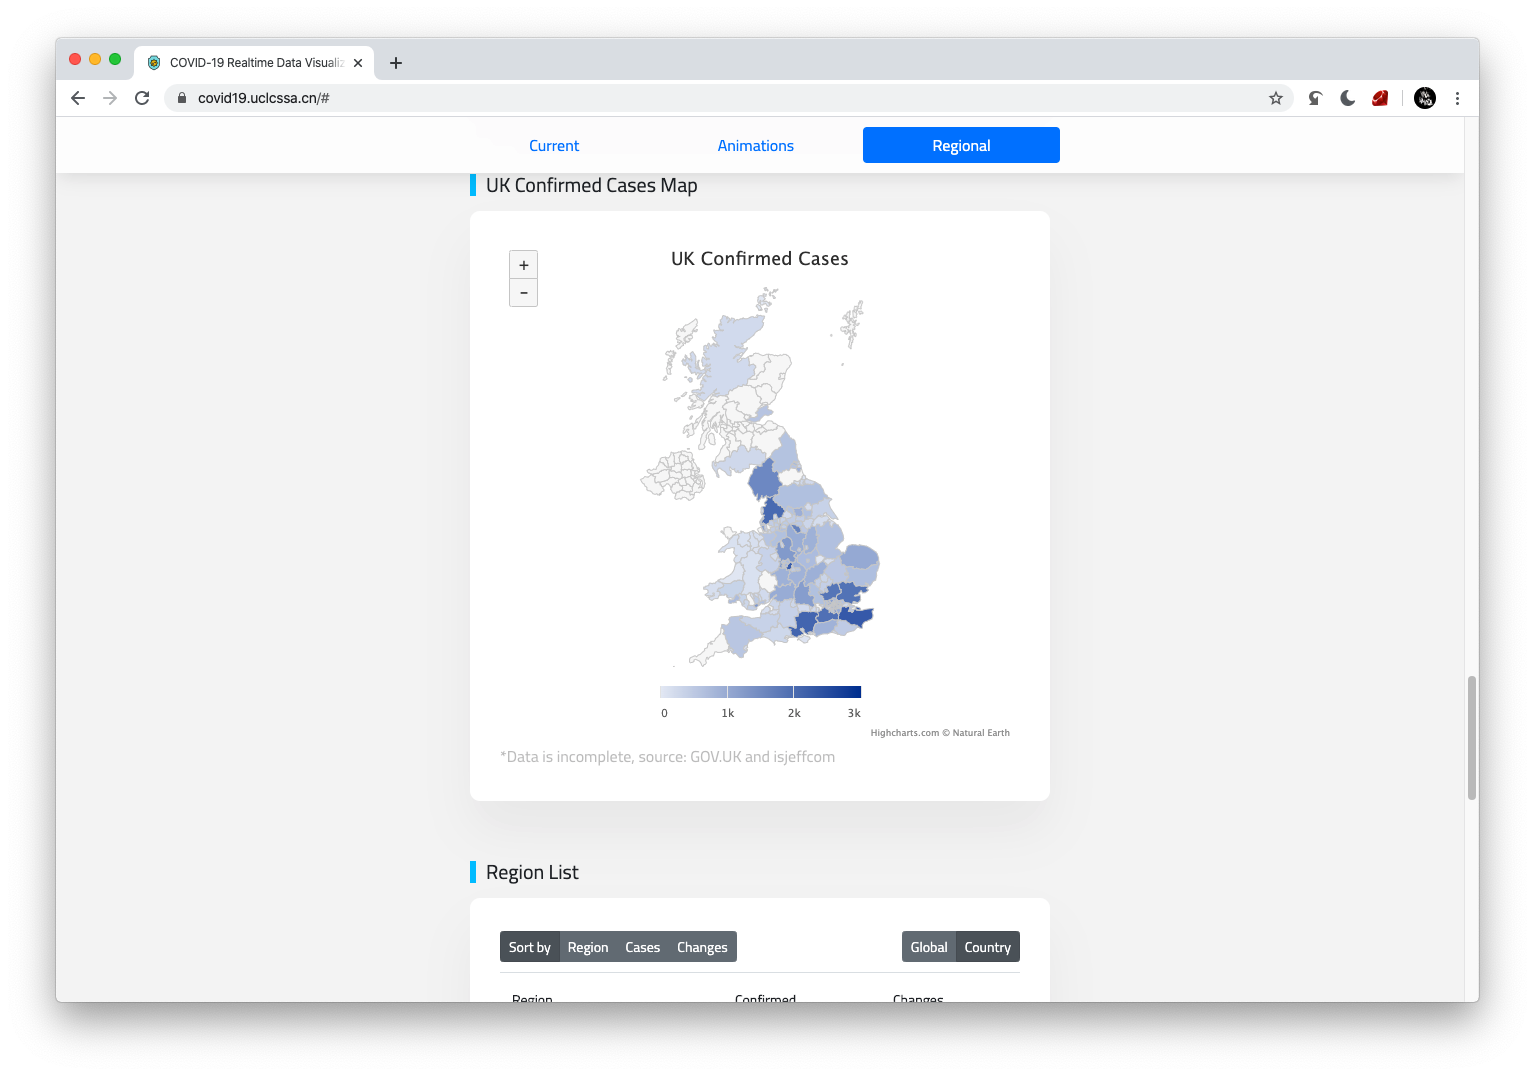 COVID-19 Realtime Data Visualiz
covid19.uclcssa.cn/#
Current
Animations
Regional
UK Confirmed Cases Map
+
−
UK Confirmed Cases
0
1k
2k
3k
Highcharts.com © Natural Earth
*Data is incomplete, source: GOV.UK and isjeffcom
Region List
Sort by
Region
Cases
Changes
Global
Country
Region
Confirmed
Changes